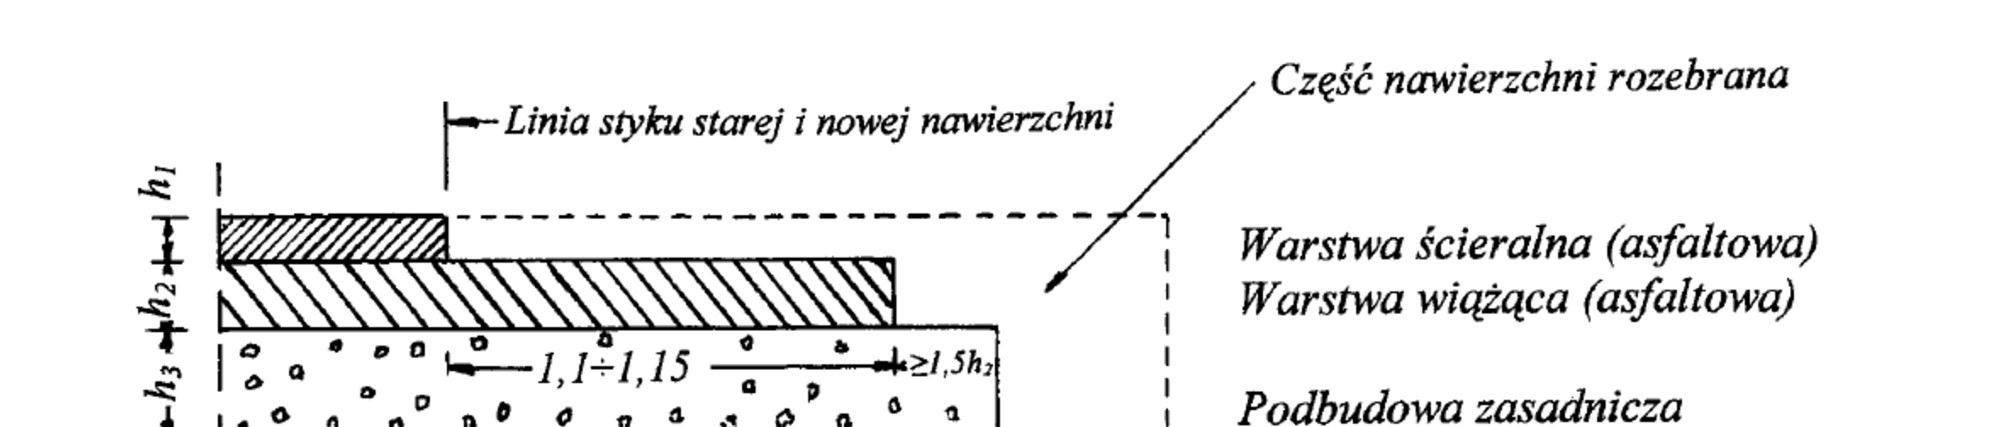 Część nawierzchni rozebrana
Linia styku starej i nowej nawierzchni
h1
Warstwa ścieralna (asfaltowa)
h2
Warstwa wiążąca (asfaltowa)
1,1÷1,15
≥1,5h2
h3
Podbudowa zasadnicza